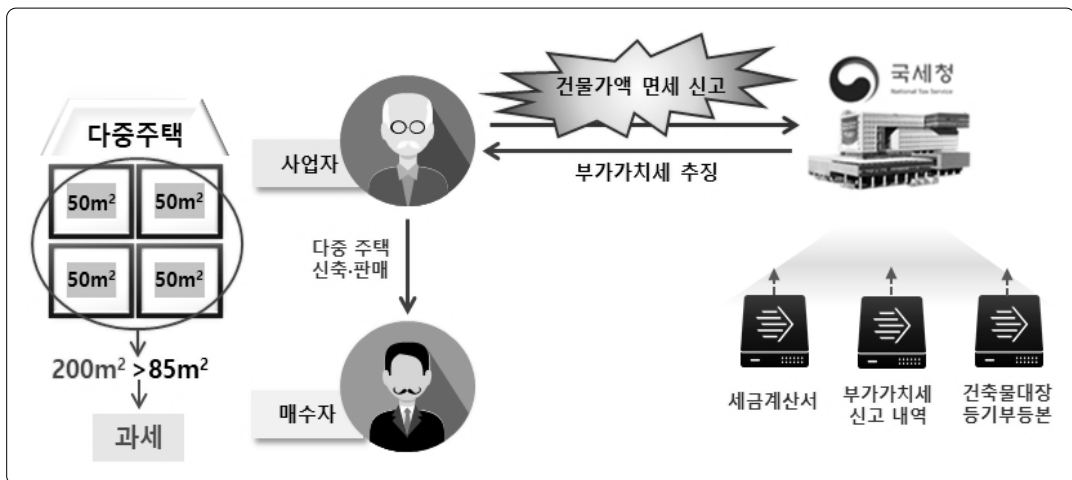 다중주택
50m²
50m²
50m²
50m²
200m² > 85m²
과세
사업자
다중 주택
신축·판매
매수자
건물가액 면세 신고
부가가치세 추징
국세청
National Tax Service
세금계산서
부가가치세
신고 내역
건축물대장
등기부등본